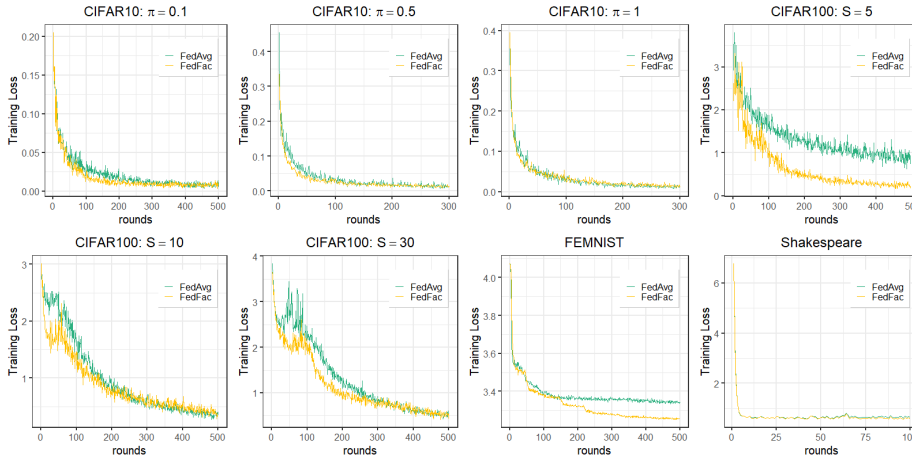 CIFAR10: π = 0.1
Training Loss
0.20
0.15
0.10
0.05
0.00
FedAvg
FedFac
0 100 200 300 400 500
rounds
CIFAR10: π = 0.5
Training Loss
0.4
0.2
0.0
FedAvg
FedFac
0 100 200 300
rounds
CIFAR10: π = 1
Training Loss
0.4
0.3
0.2
0.1
0.0
FedAvg
FedFac
0 100 200 300
rounds
CIFAR100: S = 5
Training Loss
3
2
1
0
FedAvg
FedFac
0 100 200 300 400 500
rounds
CIFAR100: S = 10
Training Loss
3
2
1
FedAvg
FedFac
0 100 200 300 400 500
rounds
CIFAR100: S = 30
Training Loss
4
3
2
1
FedAvg
FedFac
0 100 200 300 400 500
rounds
FEMNIST
Training Loss
4.0
3.8
3.6
3.4
FedAvg
FedFac
0 100 200 300 400 500
rounds
Shakespeare
Training Loss
6
4
2
FedAvg
FedFac
0 25 50 75 100
rounds